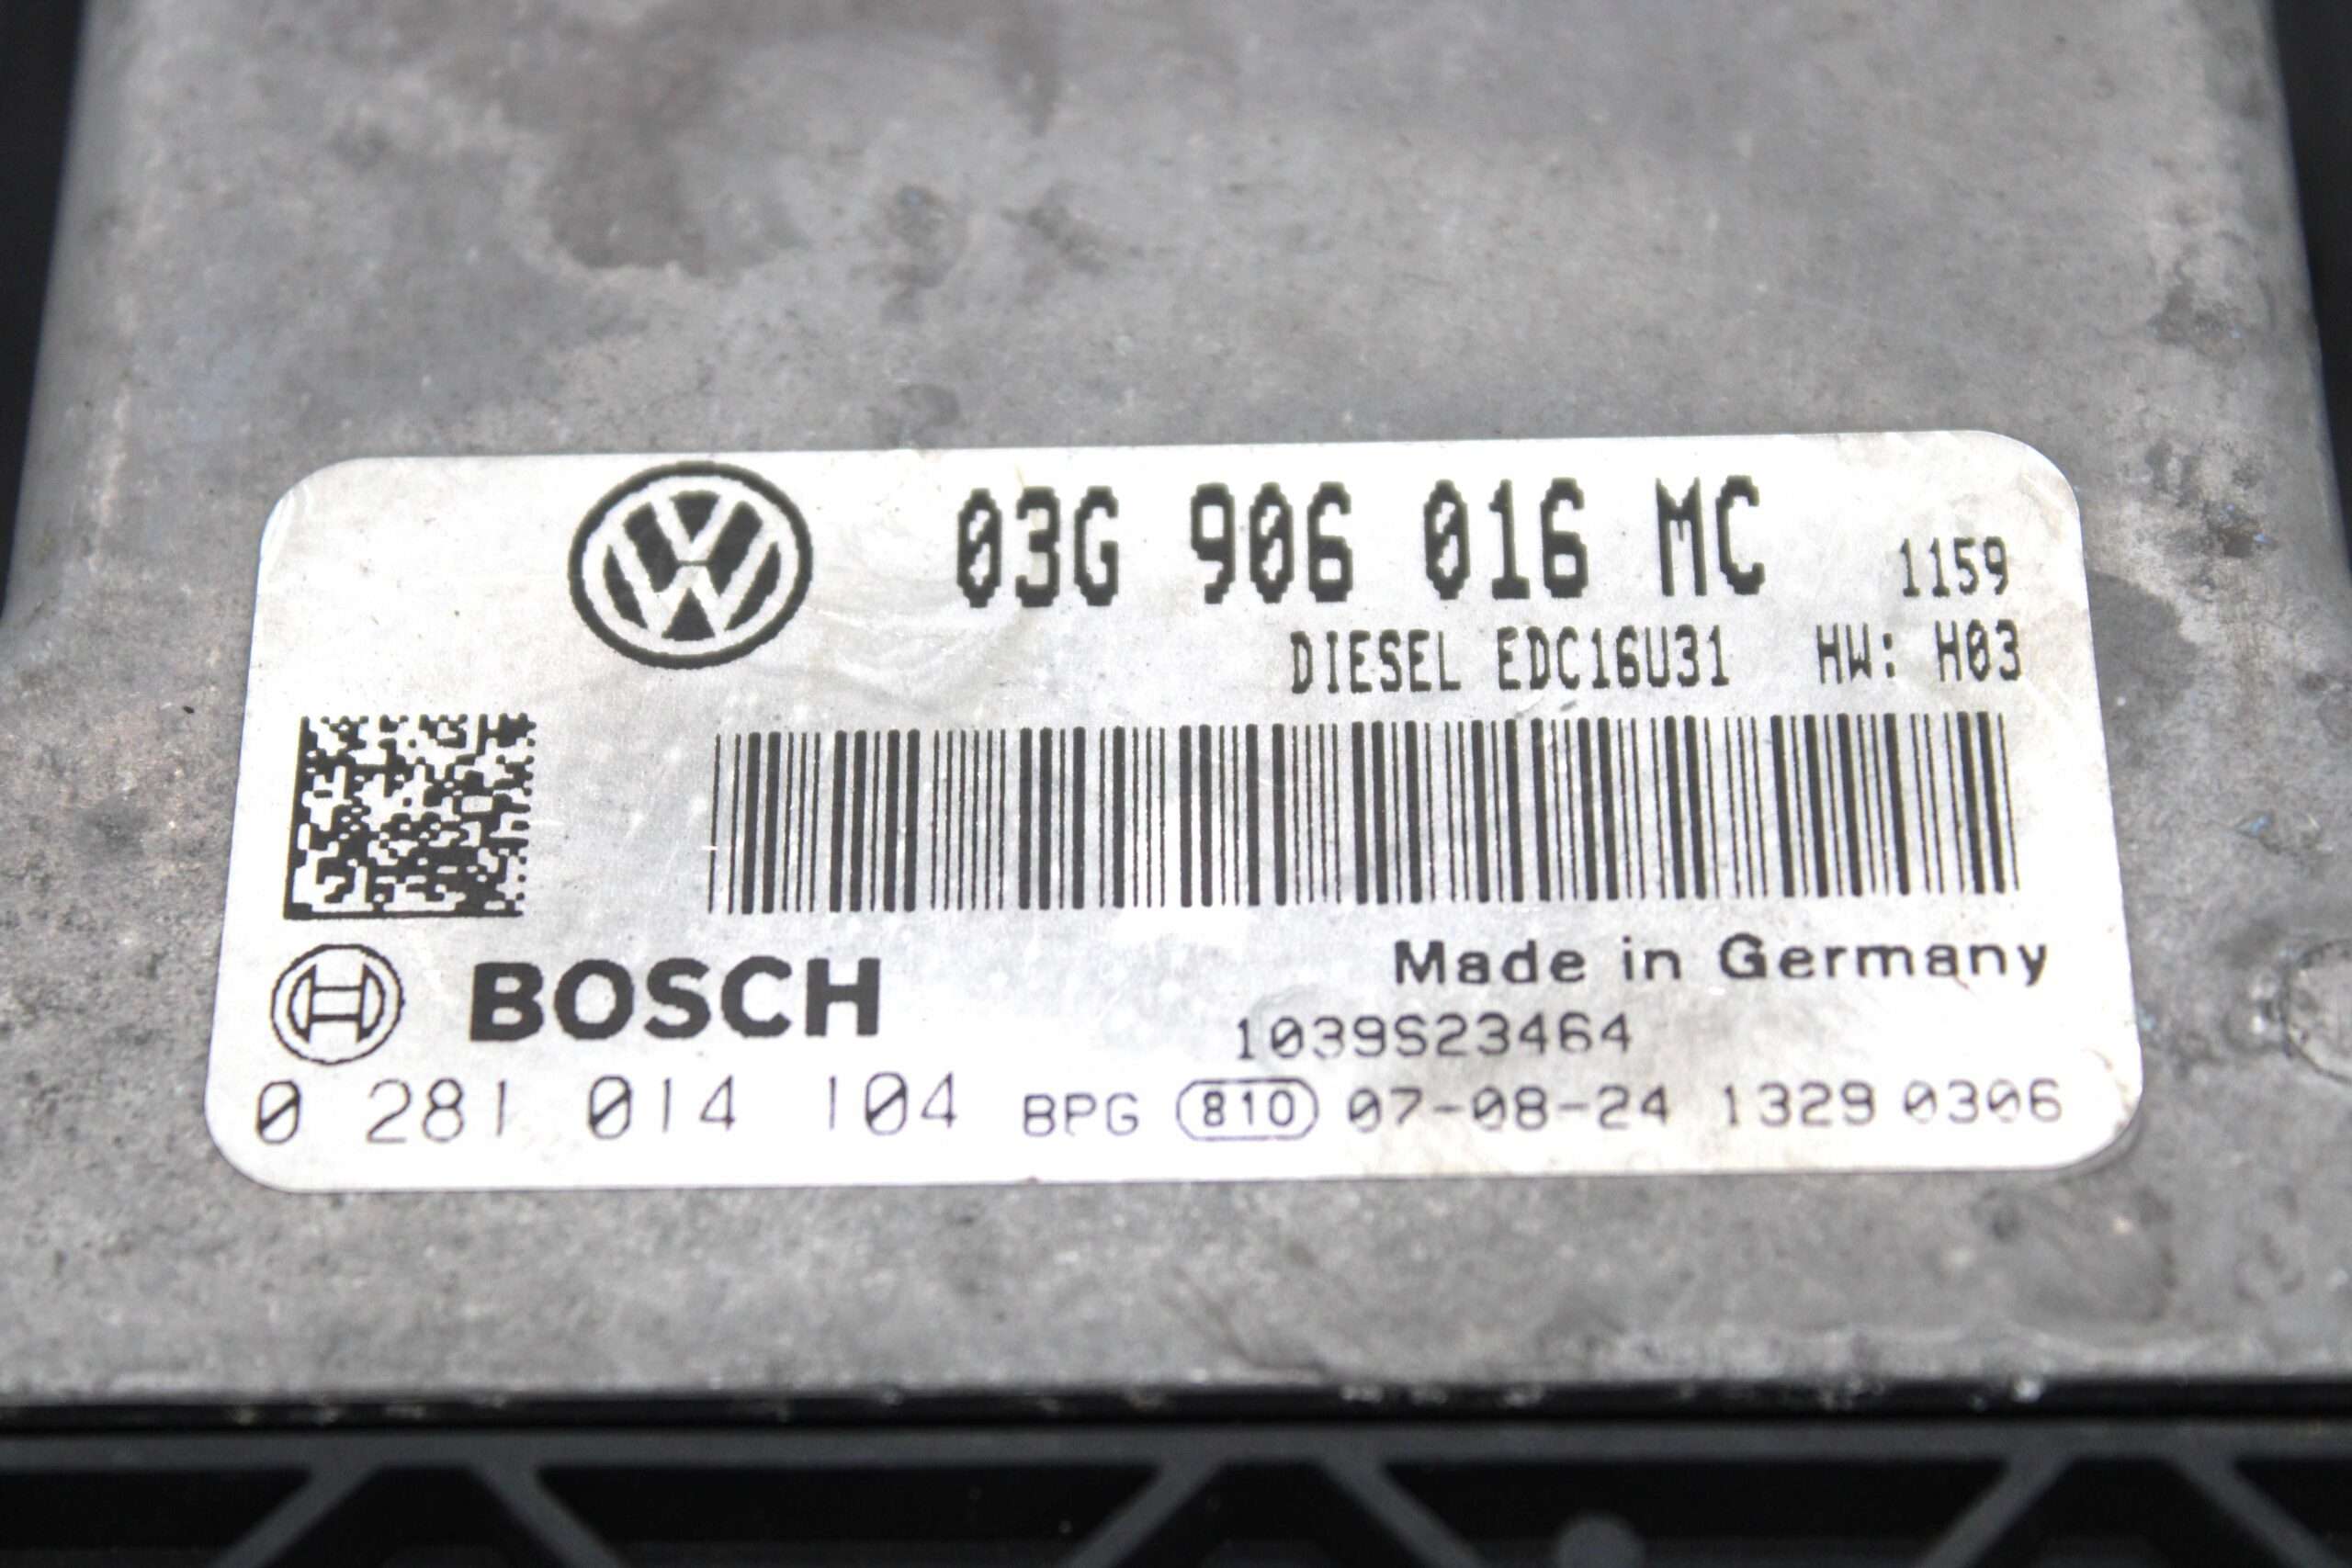 03G 906 016 MC 1159
DIESEL EDC16U31 HW: H03
BOSCH
Made in Germany
1039S23464
0 281 014 104 BPG 810 07-08-24 1329 0306